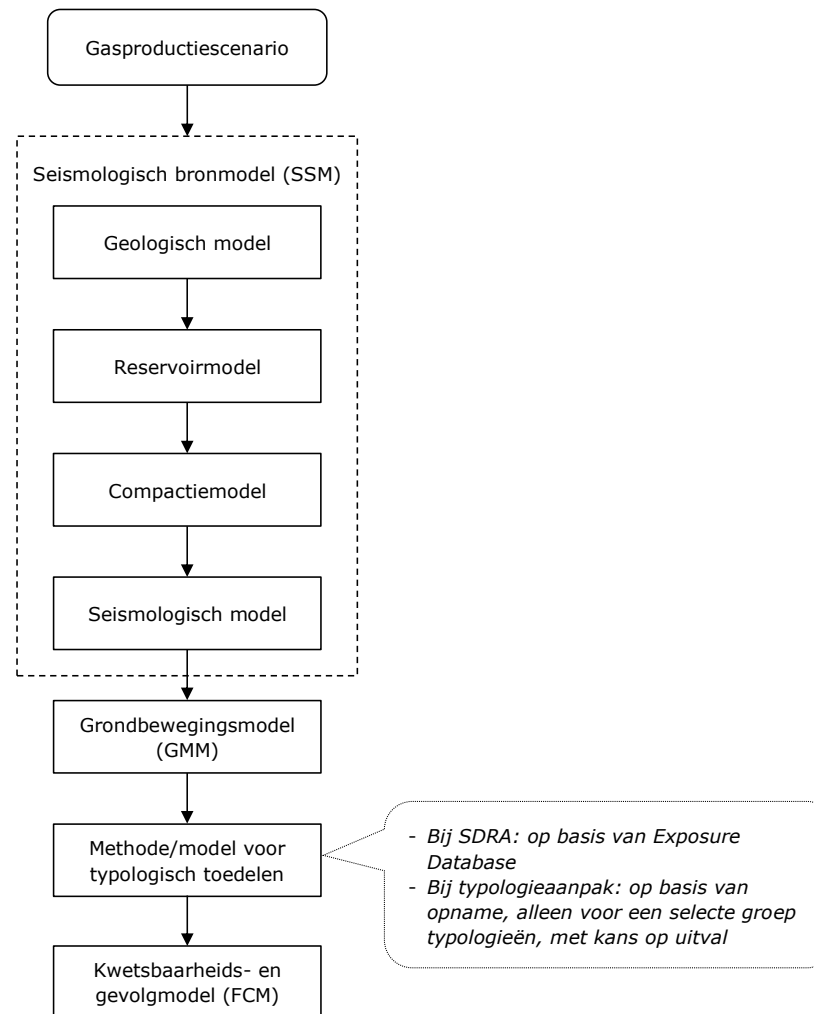 Gasproductiescenario
Seismologisch bronmodel (SSM)
Geologisch model
Reservoirmodel
Compactiemodel
Seismologisch model
Grondbewegingsmodel
(GMM)
Methode/model voor
typologisch toedelen
- Bij SDRA: op basis van Exposure
Database
- Bij typologieaanpak: op basis van
opname, alleen voor een selecte groep
typologieën, met kans op uitval
Kwetsbaarheids- en
gevolgmodel (FCM)